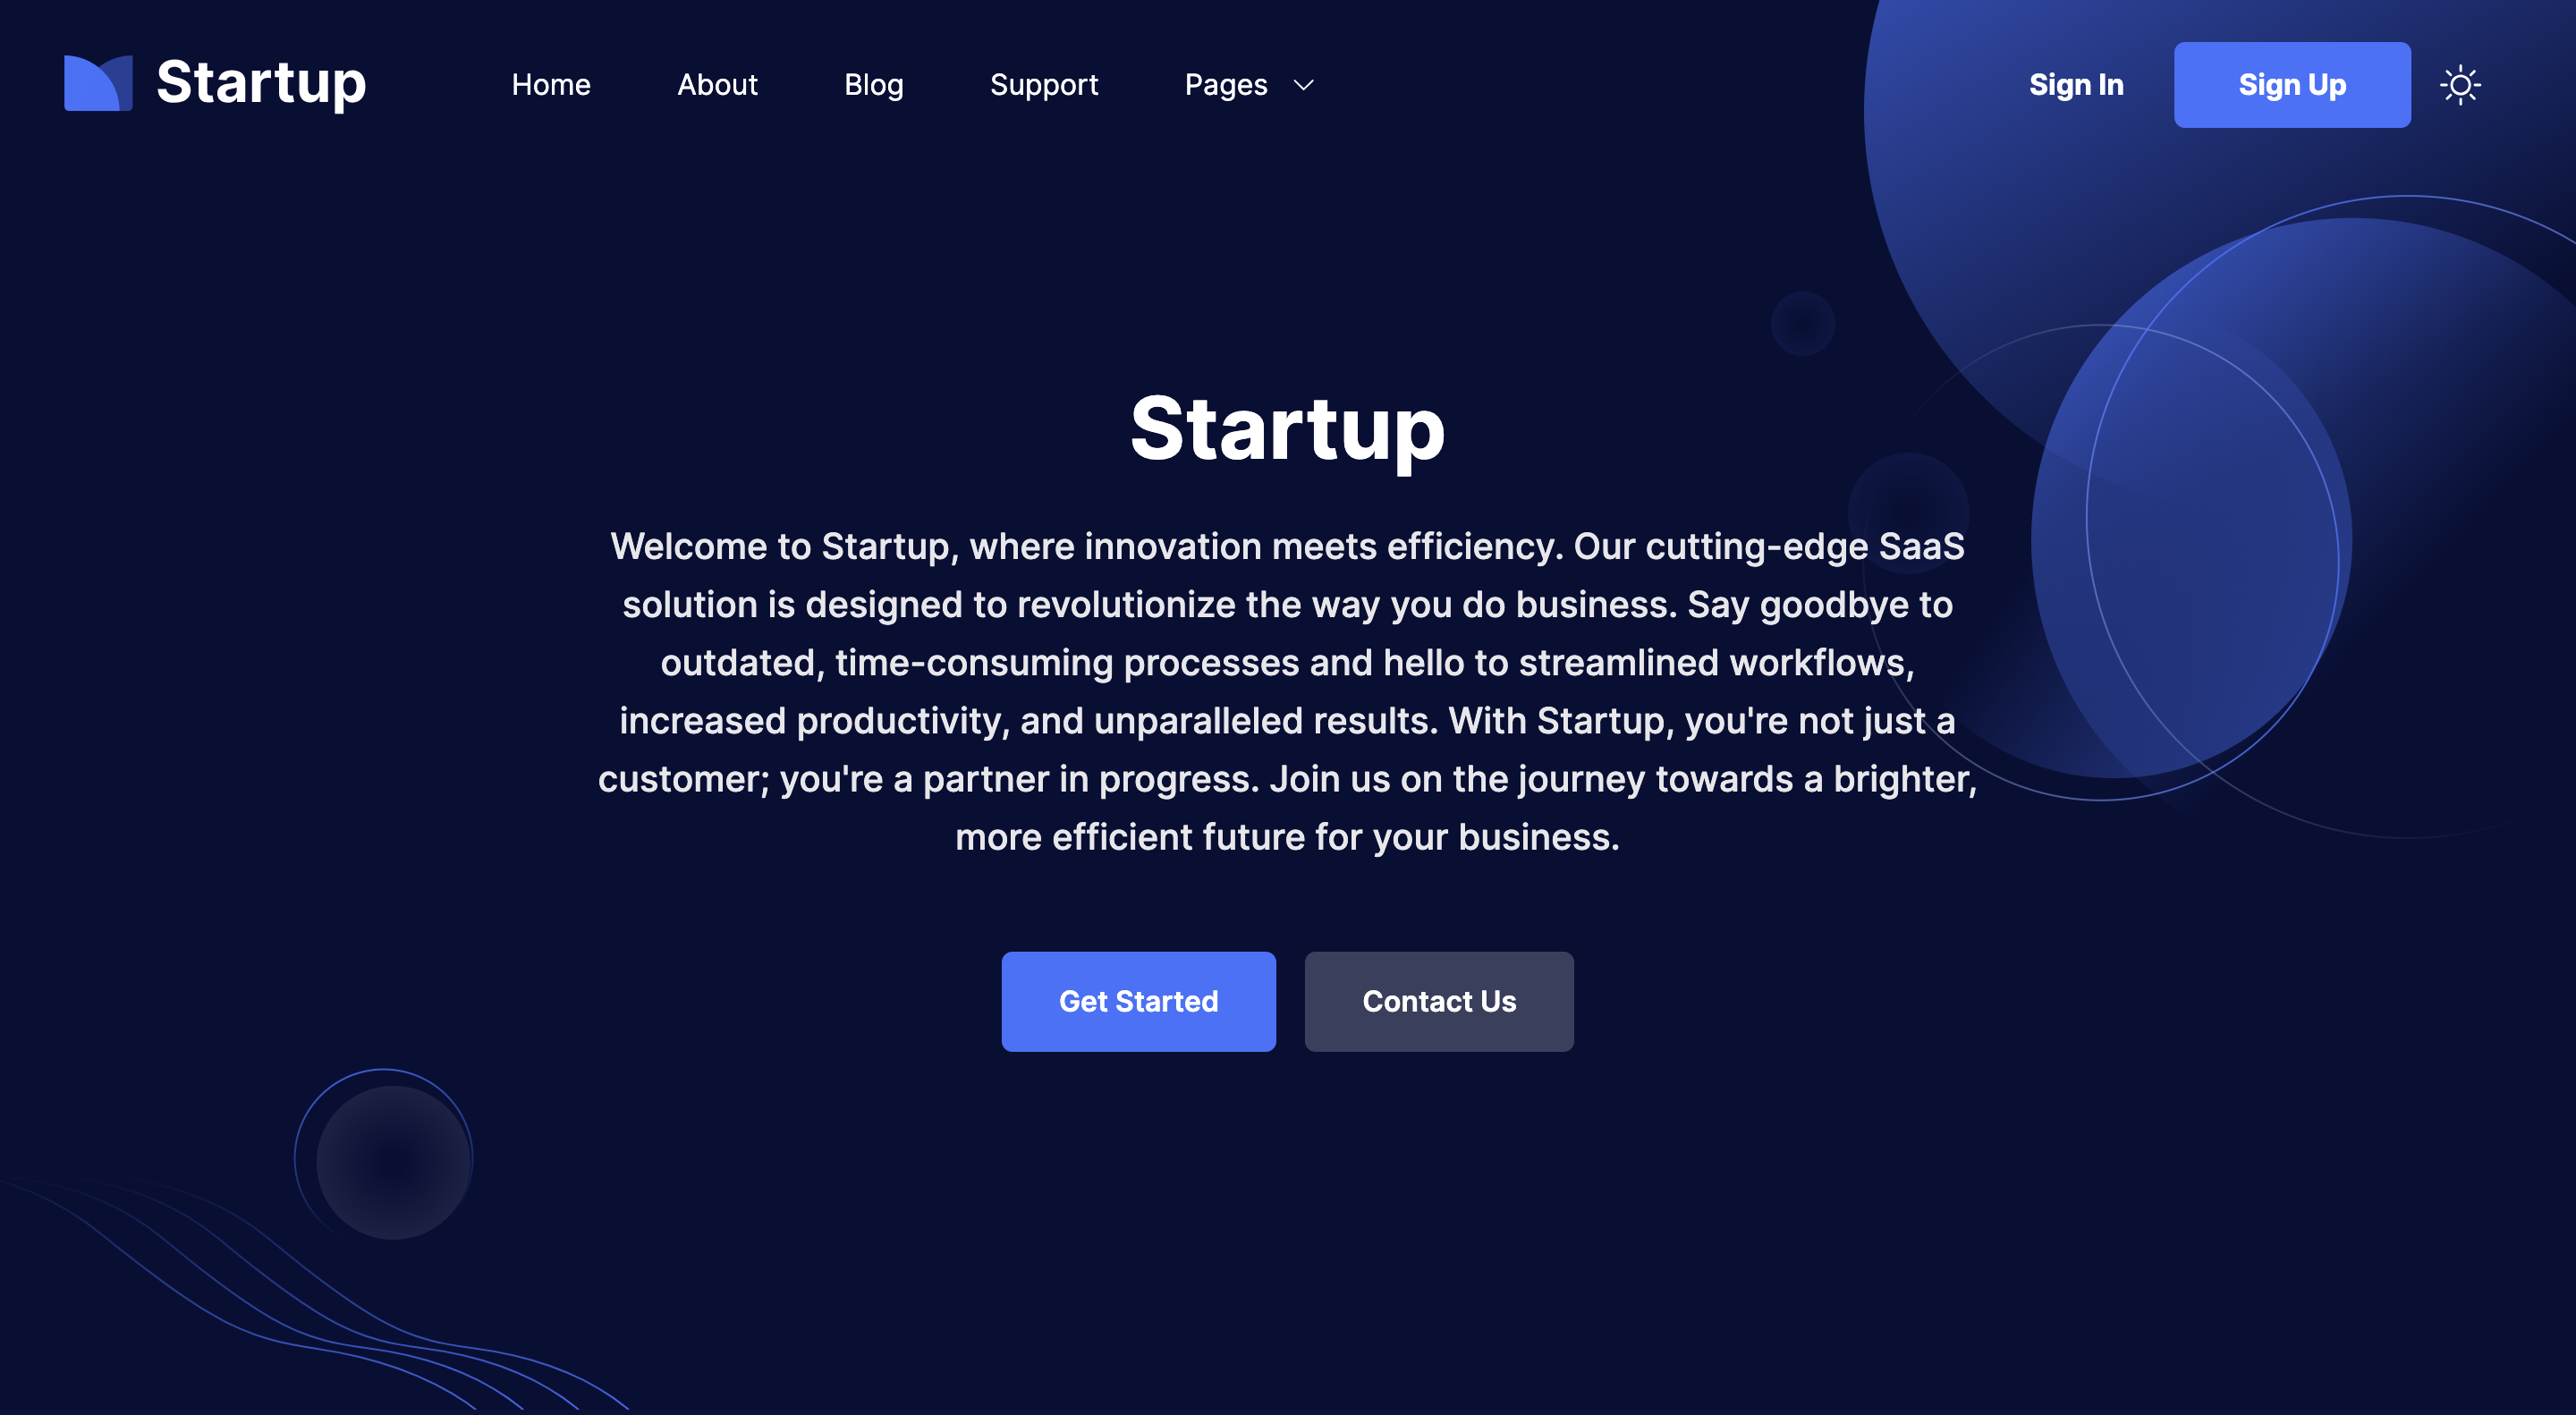 Startup
Home About Blog Support Pages
Sign In Sign Up
Startup
Welcome to Startup, where innovation meets efficiency. Our cutting-edge SaaS
solution is designed to revolutionize the way you do business. Say goodbye to
outdated, time-consuming processes and hello to streamlined workflows,
increased productivity, and unparalleled results. With Startup, you're not just a
customer; you're a partner in progress. Join us on the journey towards a brighter,
more efficient future for your business.
Get Started Contact Us